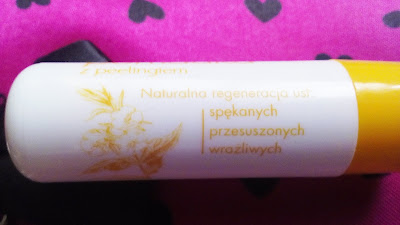 z peelingiem
Naturalna regeneracja ust:
spękanych
przesuszonych
wrażliwych